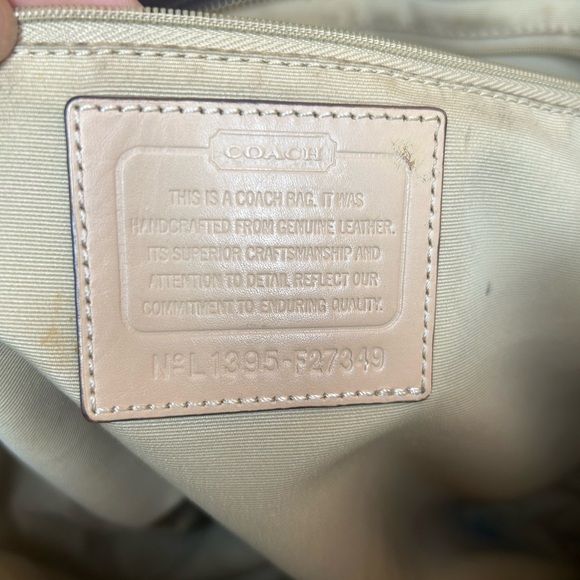 COACH
THIS IS A COACH BAG. IT WAS
HANDCRAFTED FROM GENUINE LEATHER.
ITS SUPERIOR CRAFTSMANSHIP AND
ATTENTION TO DETAIL REFLECT OUR
COMMITMENT TO ENDURING QUALITY.
Nº L1395-F27349